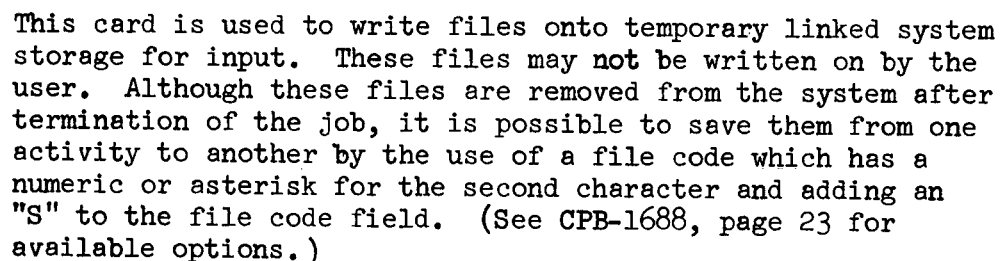 This card is used to write files onto temporary linked system
storage for input.  These files may not be written on by the
user.  Although these files are removed from the system after
termination of the job, it is possible to save them from one
activity to another by the use of a file code which has a
numeric or asterisk for the second character and adding an
"S" to the file code field.  (See CPB-1688, page 23 for
available options.)